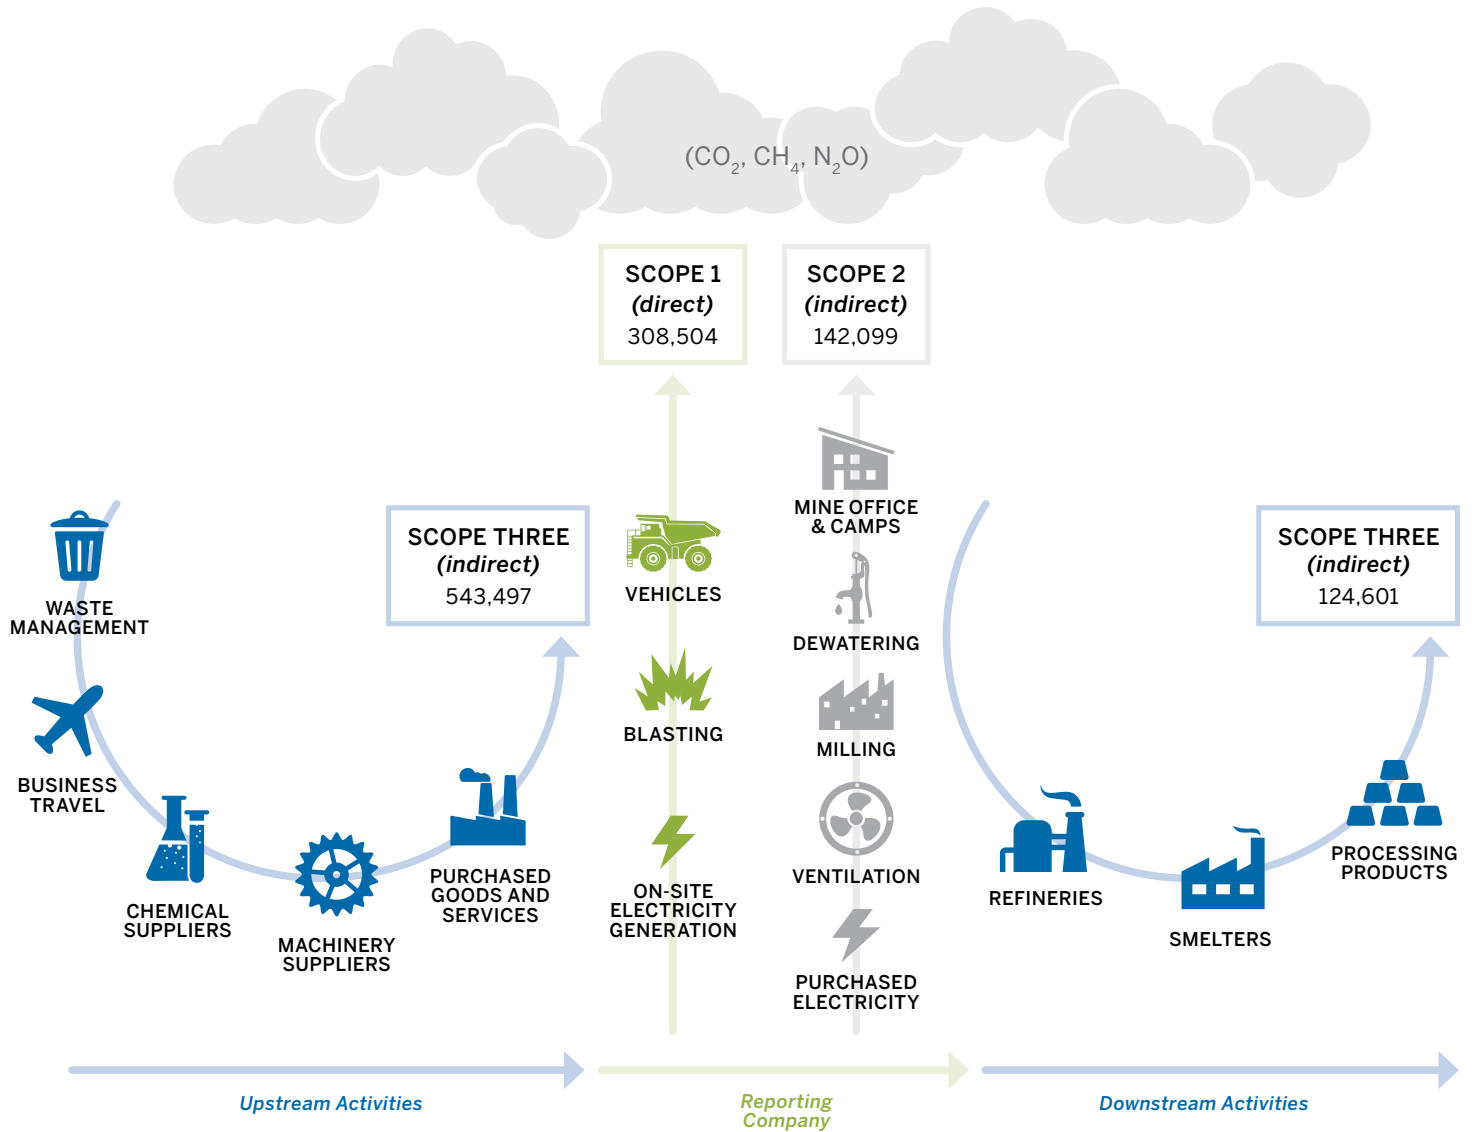 (CO2, CH4, N2O)
SCOPE 1
(direct)
308,504
SCOPE 2
(indirect)
142,099
SCOPE THREE
(indirect)
543,497
WASTE
MANAGEMENT
BUSINESS
TRAVEL
CHEMICAL
SUPPLIERS
MACHINERY
SUPPLIERS
PURCHASED
GOODS AND
SERVICES
VEHICLES
BLASTING
ON-SITE
ELECTRICITY
GENERATION
MINE OFFICE
& CAMPS
DEWATERING
MILLING
VENTILATION
PURCHASED
ELECTRICITY
SCOPE THREE
(indirect)
124,601
REFINERIES
SMELTERS
PROCESSING
PRODUCTS
Upstream Activities
Reporting
Company
Downstream Activities